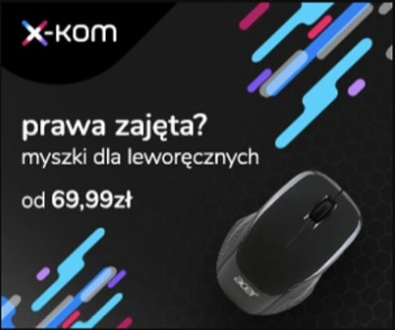 x-kom
prawa zajęta?
myszki dla leworęcznych
od 69,99zł
acer